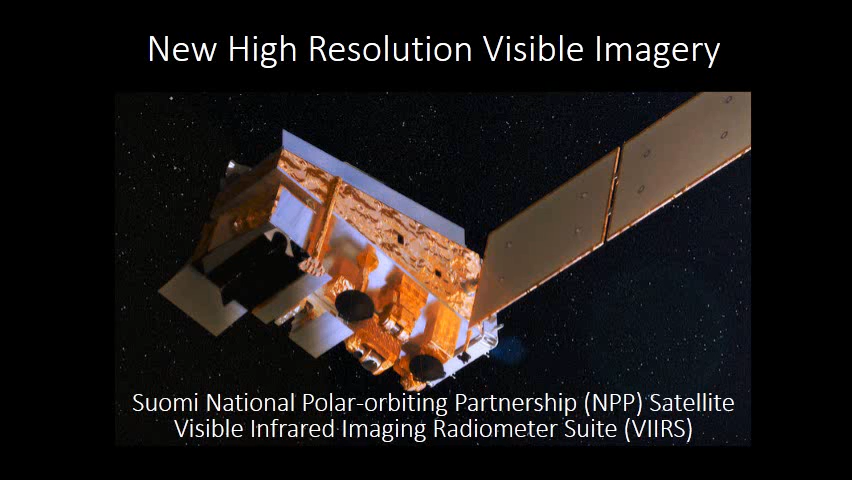 New High Resolution Visible Imagery
Suomi National Polar-orbiting Partnership (NPP) Satellite
Visible Infrared Imaging Radiometer Suite (VIIRS)